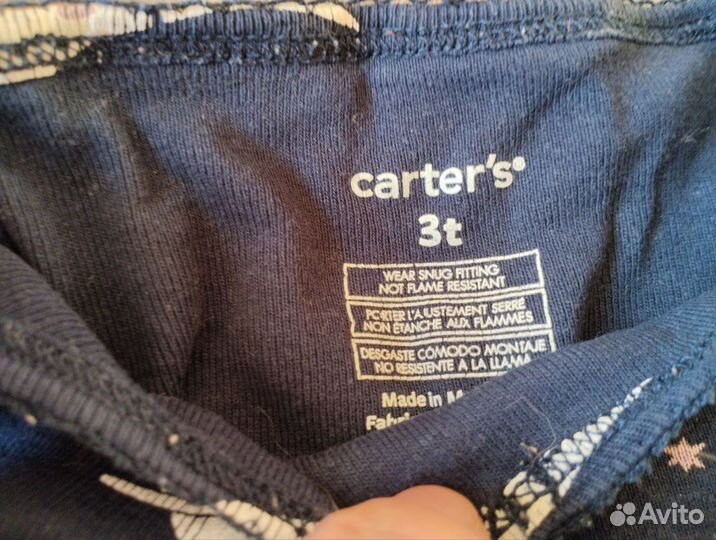 carter's®
3t
WEAR SNUG FITTING
NOT FLAME RESISTANT
PORTER L'AJUSTEMENT SERRÉ
NON ÉTANCHE AUX FLAMMES
DESGASTE CÓMODO MONTAJE
NO RESISTENTE A LA LLAMA
Made in
Avito